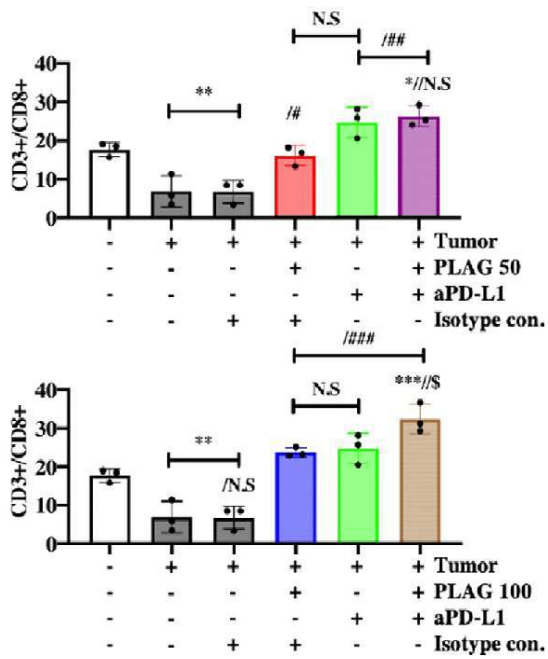 N.S
/##
** /# *//N.S
40
30
20
10
0
CD3+/CD8+
- + + + + + Tumor
- - - + - + PLAG 50
- - - - + + aPD-L1
- - + + - - Isotype con.
/###
N.S ***//$
**
/N.S
40
30
20
10
0
CD3+/CD8+
- + + + + + Tumor
- - - + - + PLAG 100
- - - - + + aPD-L1
- - + + - - Isotype con.